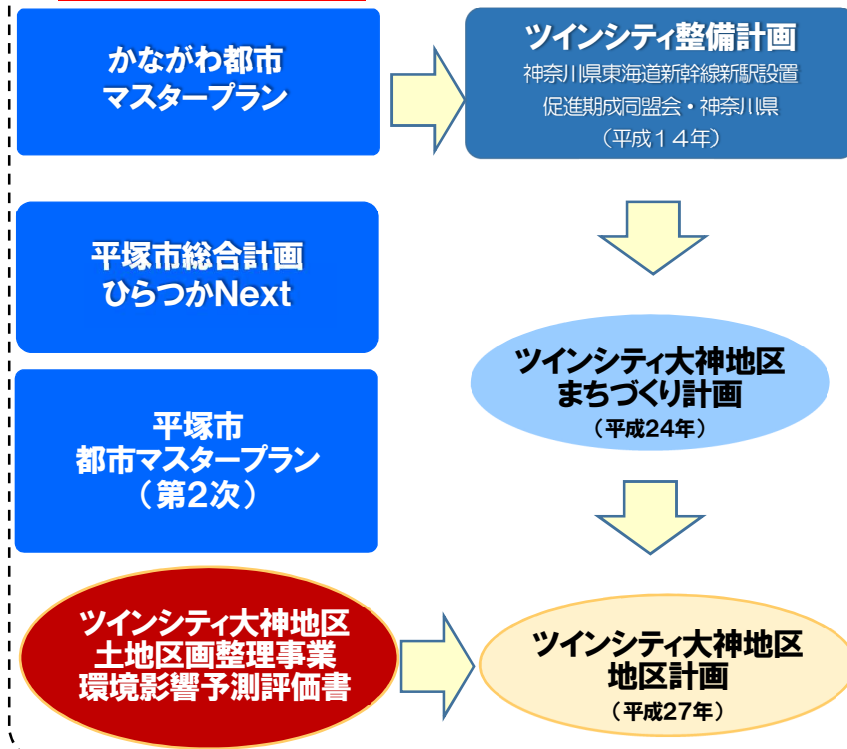 かながわ都市
マスタープラン
ツインシティ整備計画
神奈川県東海道新幹線新駅設置
促進期成同盟会・神奈川県
（平成１４年）
平塚市総合計画
ひらつかNext
ツインシティ大神地区
まちづくり計画
（平成24年）
平塚市
都市マスタープラン
（第2次）
ツインシティ大神地区
土地区画整理事業
環境影響予測評価書
ツインシティ大神地区
地区計画
（平成27年）